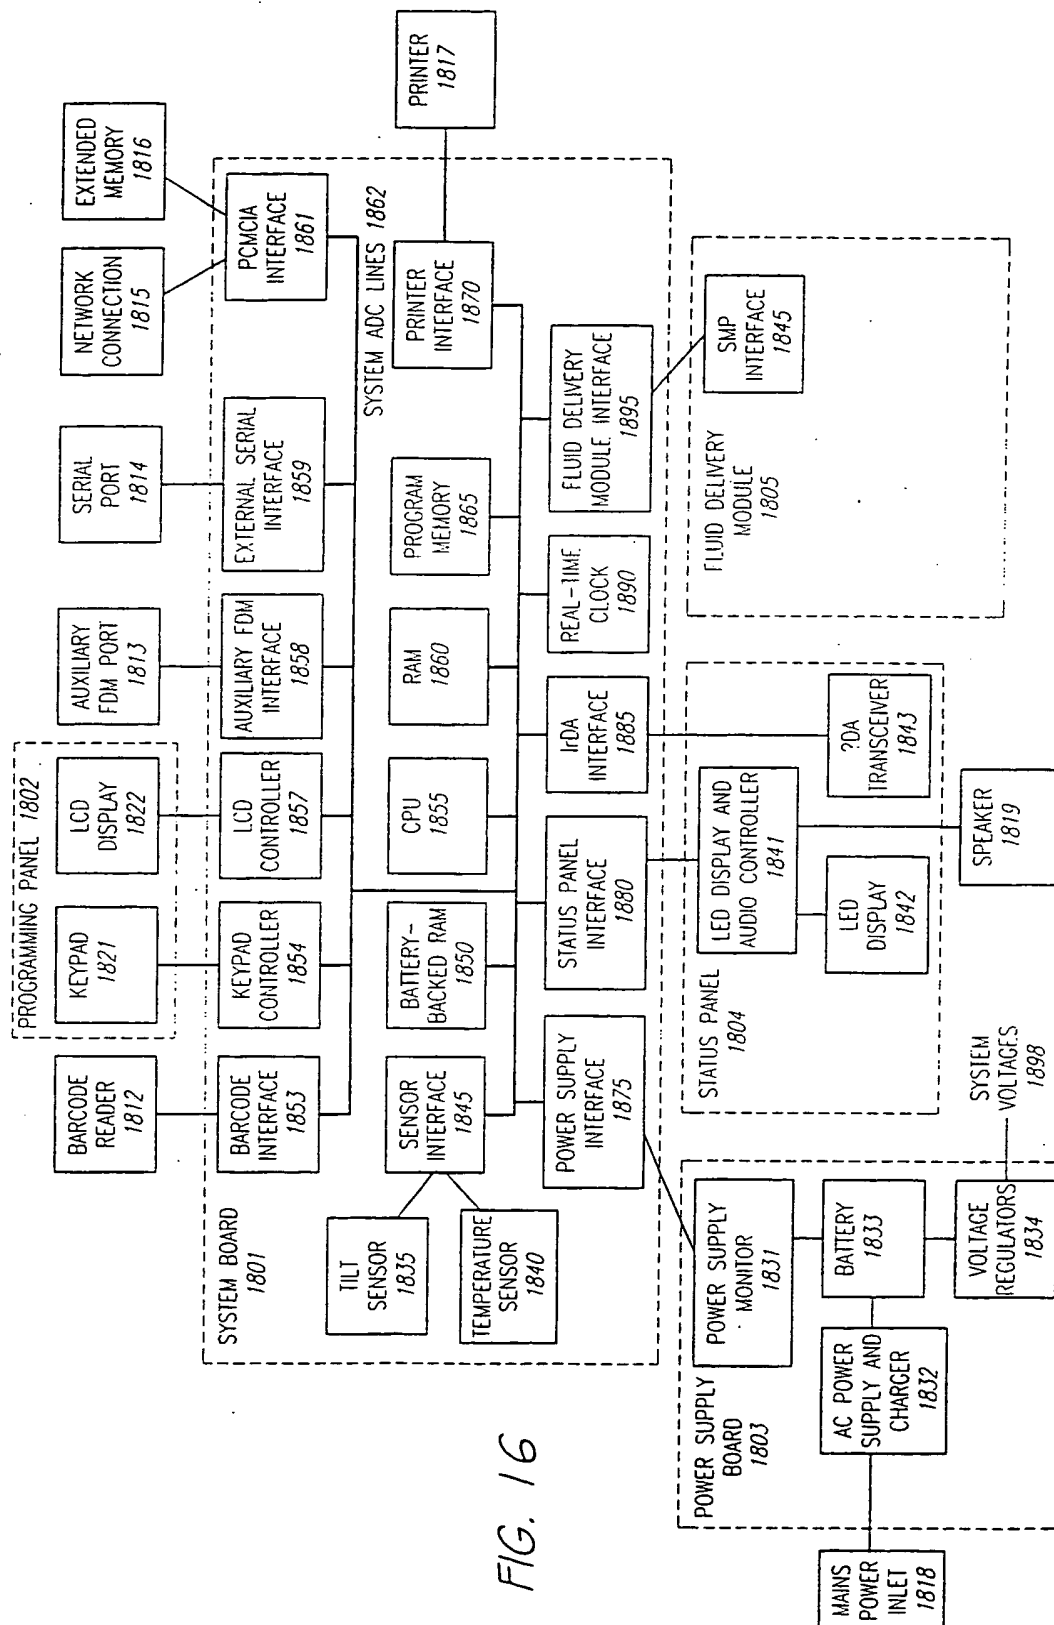 PROGRAMMING PANEL 1802
BARCODE
READER
1812
KEYPAD
1821
LCD
DISPLAY
1822
AUXILIARY
FDM PORT
1813
SERIAL
PORT
1814
NETWORK
CONNECTION
1815
EXTENDED
MEMORY
1816
SYSTEM BOARD
1801
BARCODE
INTERFACE
1853
KEYPAD
CONTROLLER
1854
LCD
CONTROLLER
1857
AUXILIARY FDM
INTERFACE
1858
EXTERNAL SERIAL
INTERFACE
1859
PCMCIA
INTERFACE
1861
SYSTEM ADC LINES 1862
TILT
SENSOR
1835
TEMPERATURE
SENSOR
1840
SENSOR
INTERFACE
1845
BATTERY-
BACKED RAM
1850
CPU
1855
RAM
1860
PROGRAM
MEMORY
1865
PRINTER
INTERFACE
1870
PRINTER
1817
POWER SUPPLY
INTERFACE
1875
STATUS PANEL
INTERFACE
1880
IrDA
INTERFACE
1885
REAL-TIME
CLOCK
1890
FLUID DELIVERY
MODULE INTERFACE
1895
POWER SUPPLY
BOARD
1803
POWER SUPPLY
MONITOR
1831
MAINS
POWER
INLET
1818
AC POWER
SUPPLY AND
CHARGER
1832
BATTERY
1833
VOLTAGE
REGULATORS
1834
SYSTEM
VOLTAGES
1898
STATUS PANEL
1804
LED DISPLAY AND
AUDIO CONTROLLER
1841
LED
DISPLAY
1842
?DA
TRANSCEIVER
1843
SPEAKER
1819
FLUID DELIVERY
MODULE
1805
SMP
INTERFACE
1845
FIG. 16